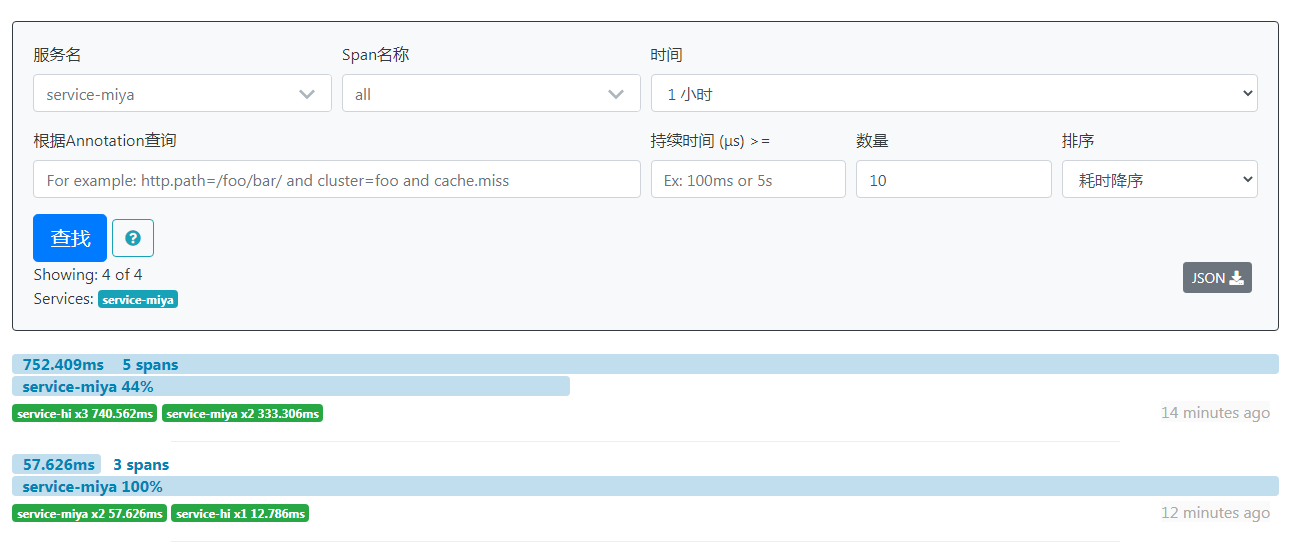 服务名 Span名称 时间
service-miya all 1 小时
根据Annotation查询 持续时间 (μs) >= 数量 排序
For example: http.path=/foo/bar/ and cluster=foo and cache.miss Ex: 100ms or 5s 10 耗时降序
查找
Showing: 4 of 4
Services: service-miya JSON
752.409ms 5 spans
service-miya 44%
service-hi x3 740.562ms service-miya x2 333.306ms 14 minutes ago
57.626ms 3 spans
service-miya 100%
service-miya x2 57.626ms service-hi x1 12.786ms 12 minutes ago